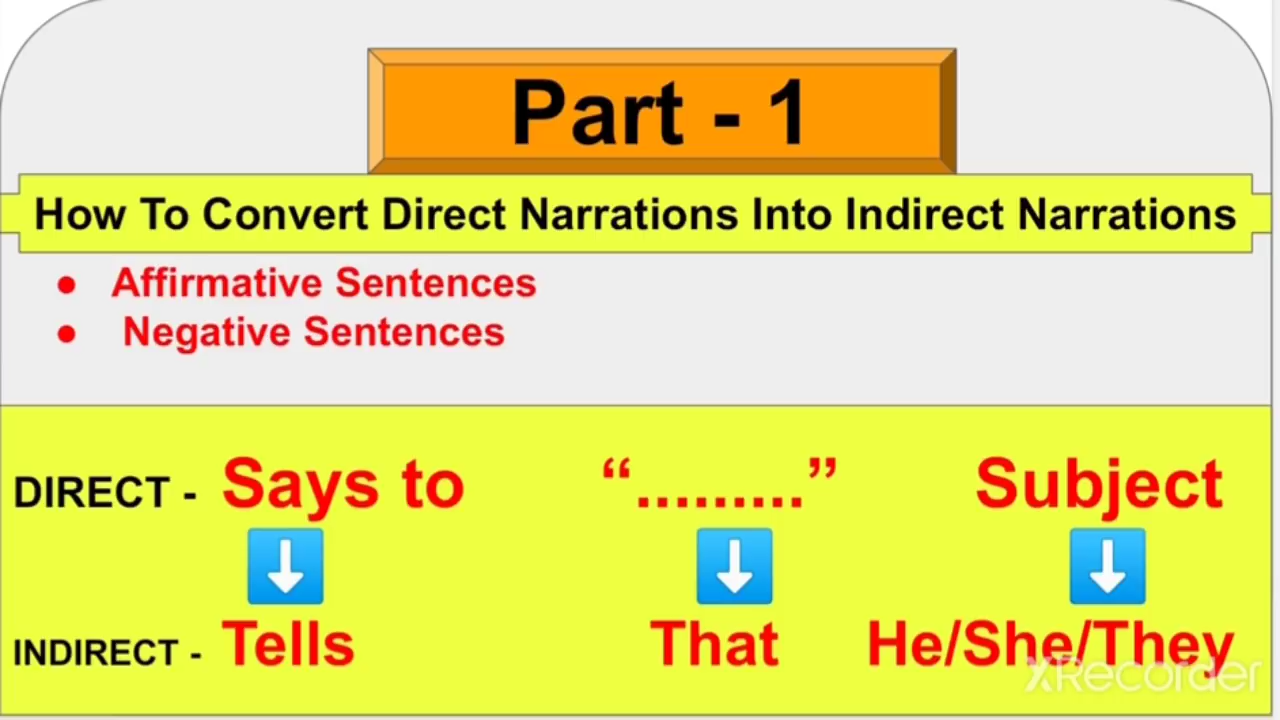 Part - 1
How To Convert Direct Narrations Into Indirect Narrations
● Affirmative Sentences
● Negative Sentences
DIRECT - Says to “.........” Subject
INDIRECT - Tells That He/She/They
XRecorder